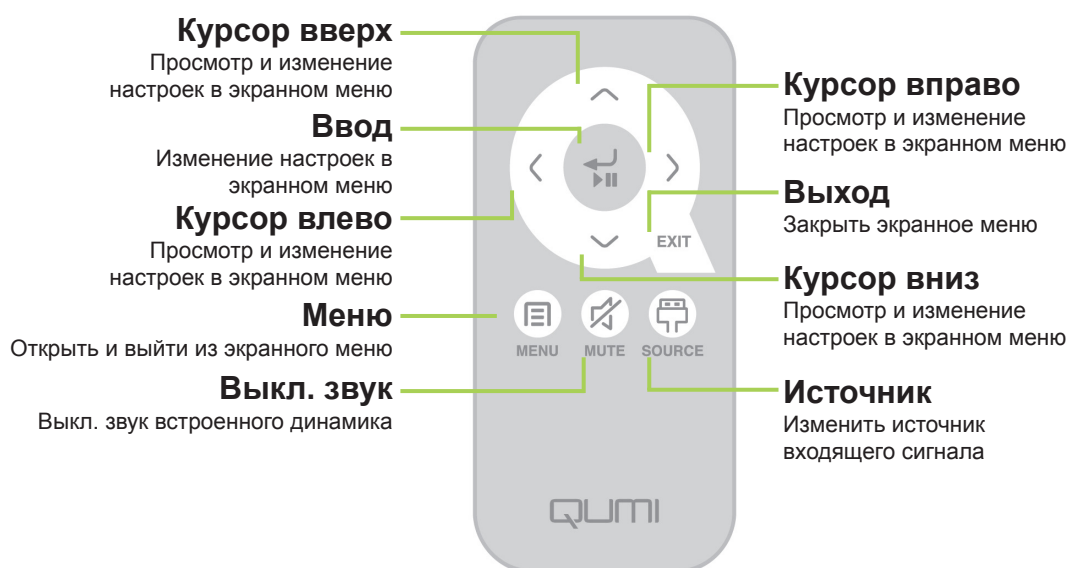 Курсор вверх
Просмотр и изменение
настроек в экранном меню
Ввод
Изменение настроек в
экранном меню
Курсор влево
Просмотр и изменение
настроек в экранном меню
Меню
Открыть и выйти из экранного меню
Выкл. звук
Выкл. звук встроенного динамика
EXIT
MENU MUTE SOURCE
QUMI
Курсор вправо
Просмотр и изменение
настроек в экранном меню
Выход
Закрыть экранное меню
Курсор вниз
Просмотр и изменение
настроек в экранном меню
Источник
Изменить источник
входящего сигнала